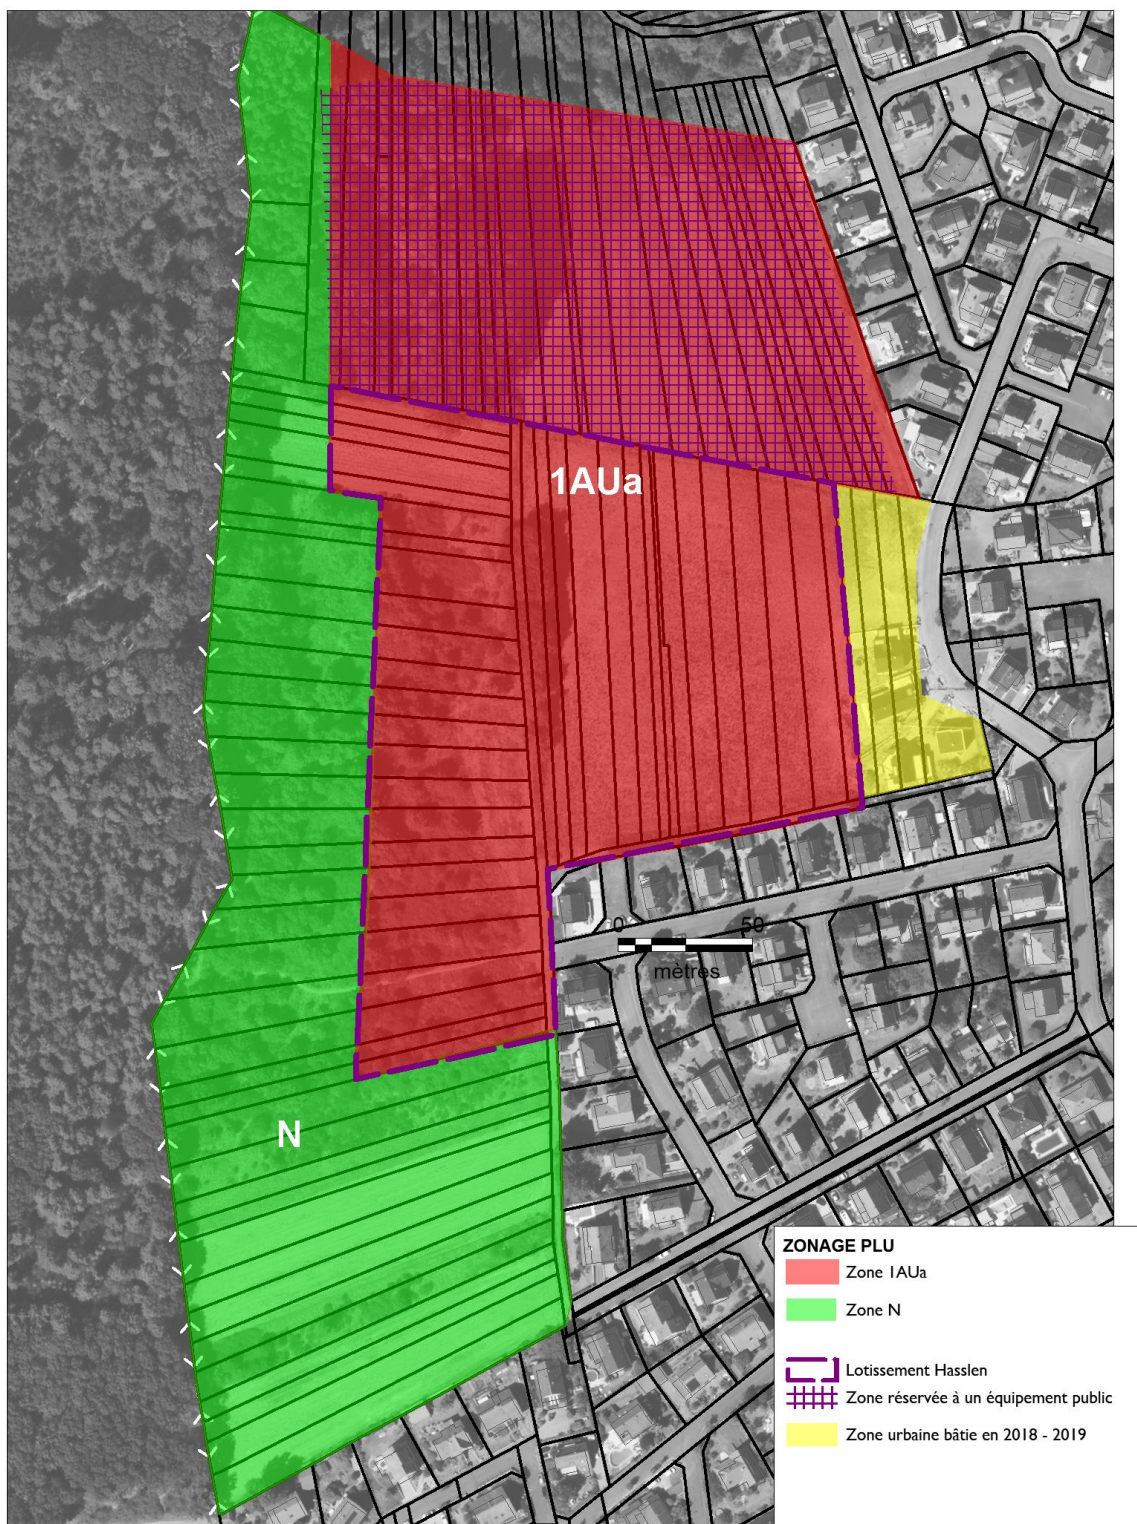 1AUa
0 50
mètres
N
ZONAGE PLU
Zone 1AUa
Zone N
Lotissement Hasslen
Zone réservée à un équipement public
Zone urbaine bâtie en 2018 - 2019